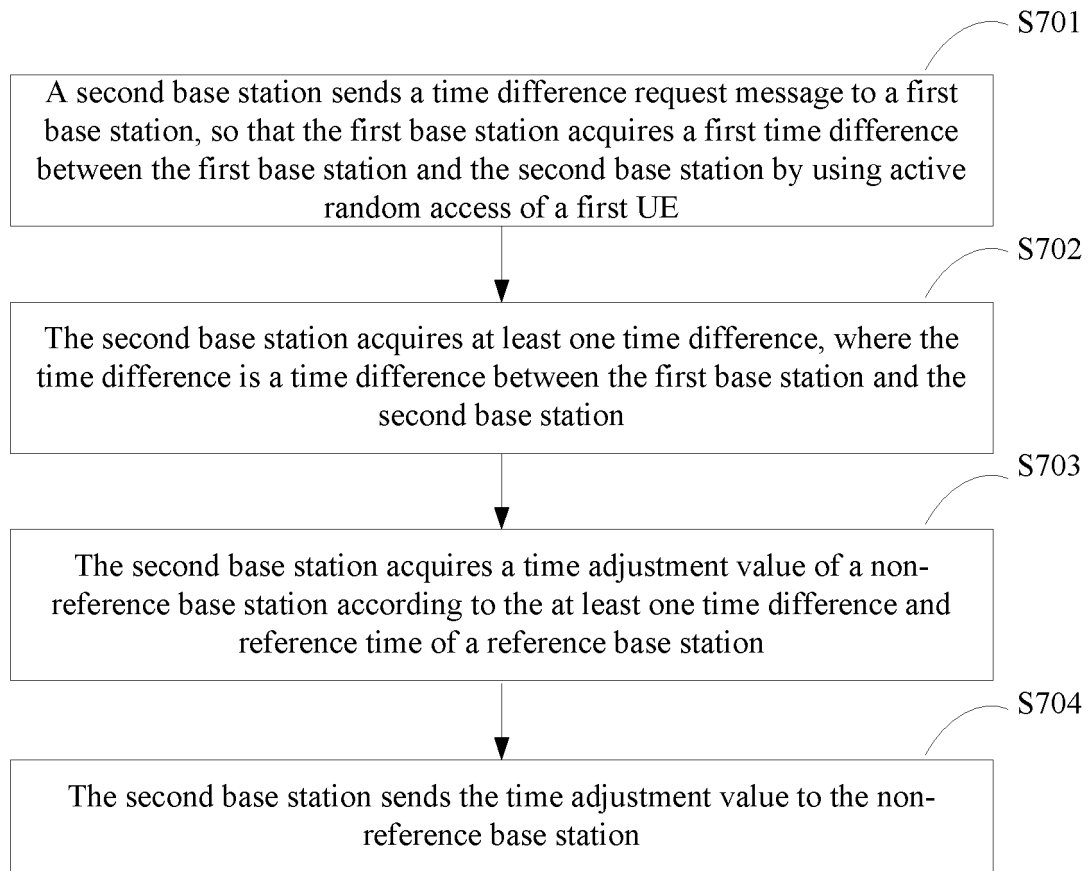 S701
A second base station sends a time difference request message to a first
base station, so that the first base station acquires a first time difference
between the first base station and the second base station by using active
random access of a first UE
S702
The second base station acquires at least one time difference, where the
time difference is a time difference between the first base station and the
second base station
S703
The second base station acquires a time adjustment value of a non-
reference base station according to the at least one time difference and
reference time of a reference base station
S704
The second base station sends the time adjustment value to the non-
reference base station